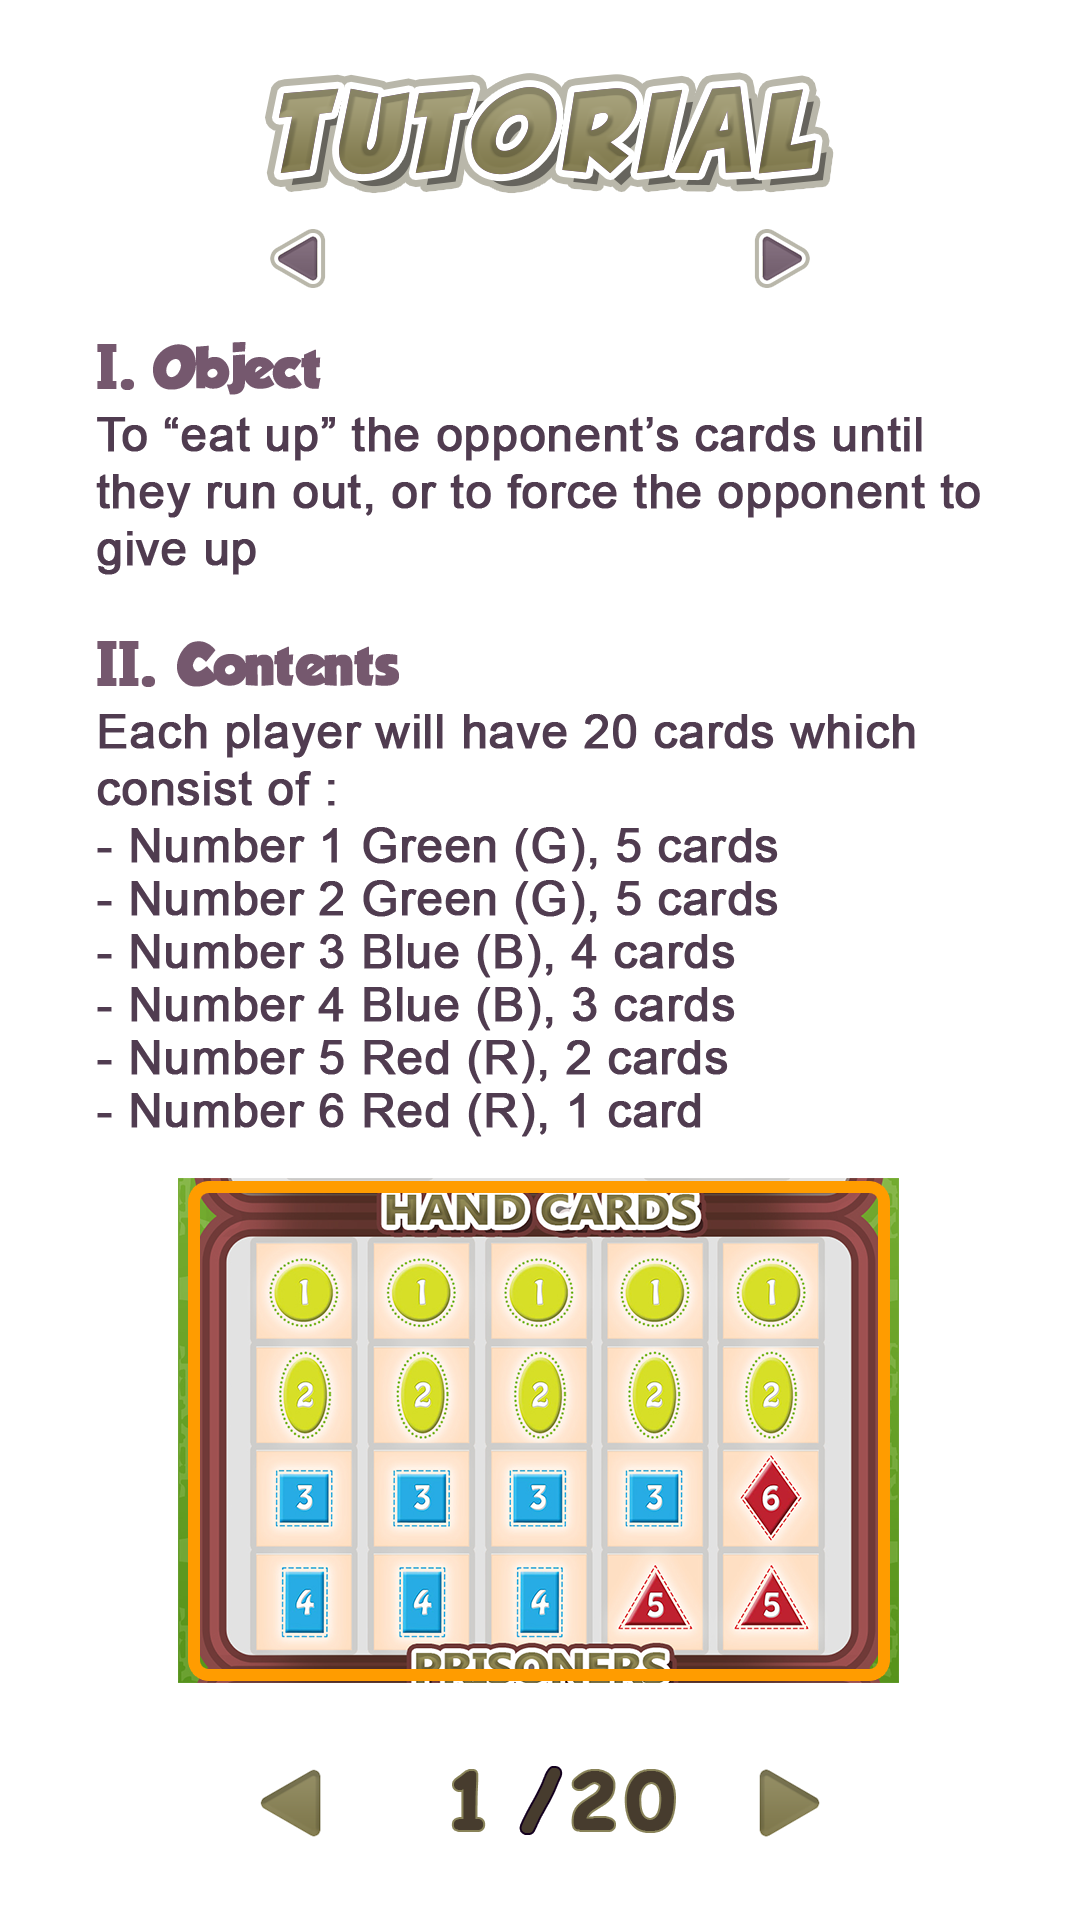 TUTORIAL
I. Object
To “eat up” the opponent’s cards until
they run out, or to force the opponent to
give up
II. Contents
Each player will have 20 cards which
consist of :
- Number 1 Green (G), 5 cards
- Number 2 Green (G), 5 cards
- Number 3 Blue (B), 4 cards
- Number 4 Blue (B), 3 cards
- Number 5 Red (R), 2 cards
- Number 6 Red (R), 1 card
HAND CARDS
1 1 1 1 1
2 2 2 2 2
3 3 3 3 6
4 4 4 5 5
PRISONERS
1 /20